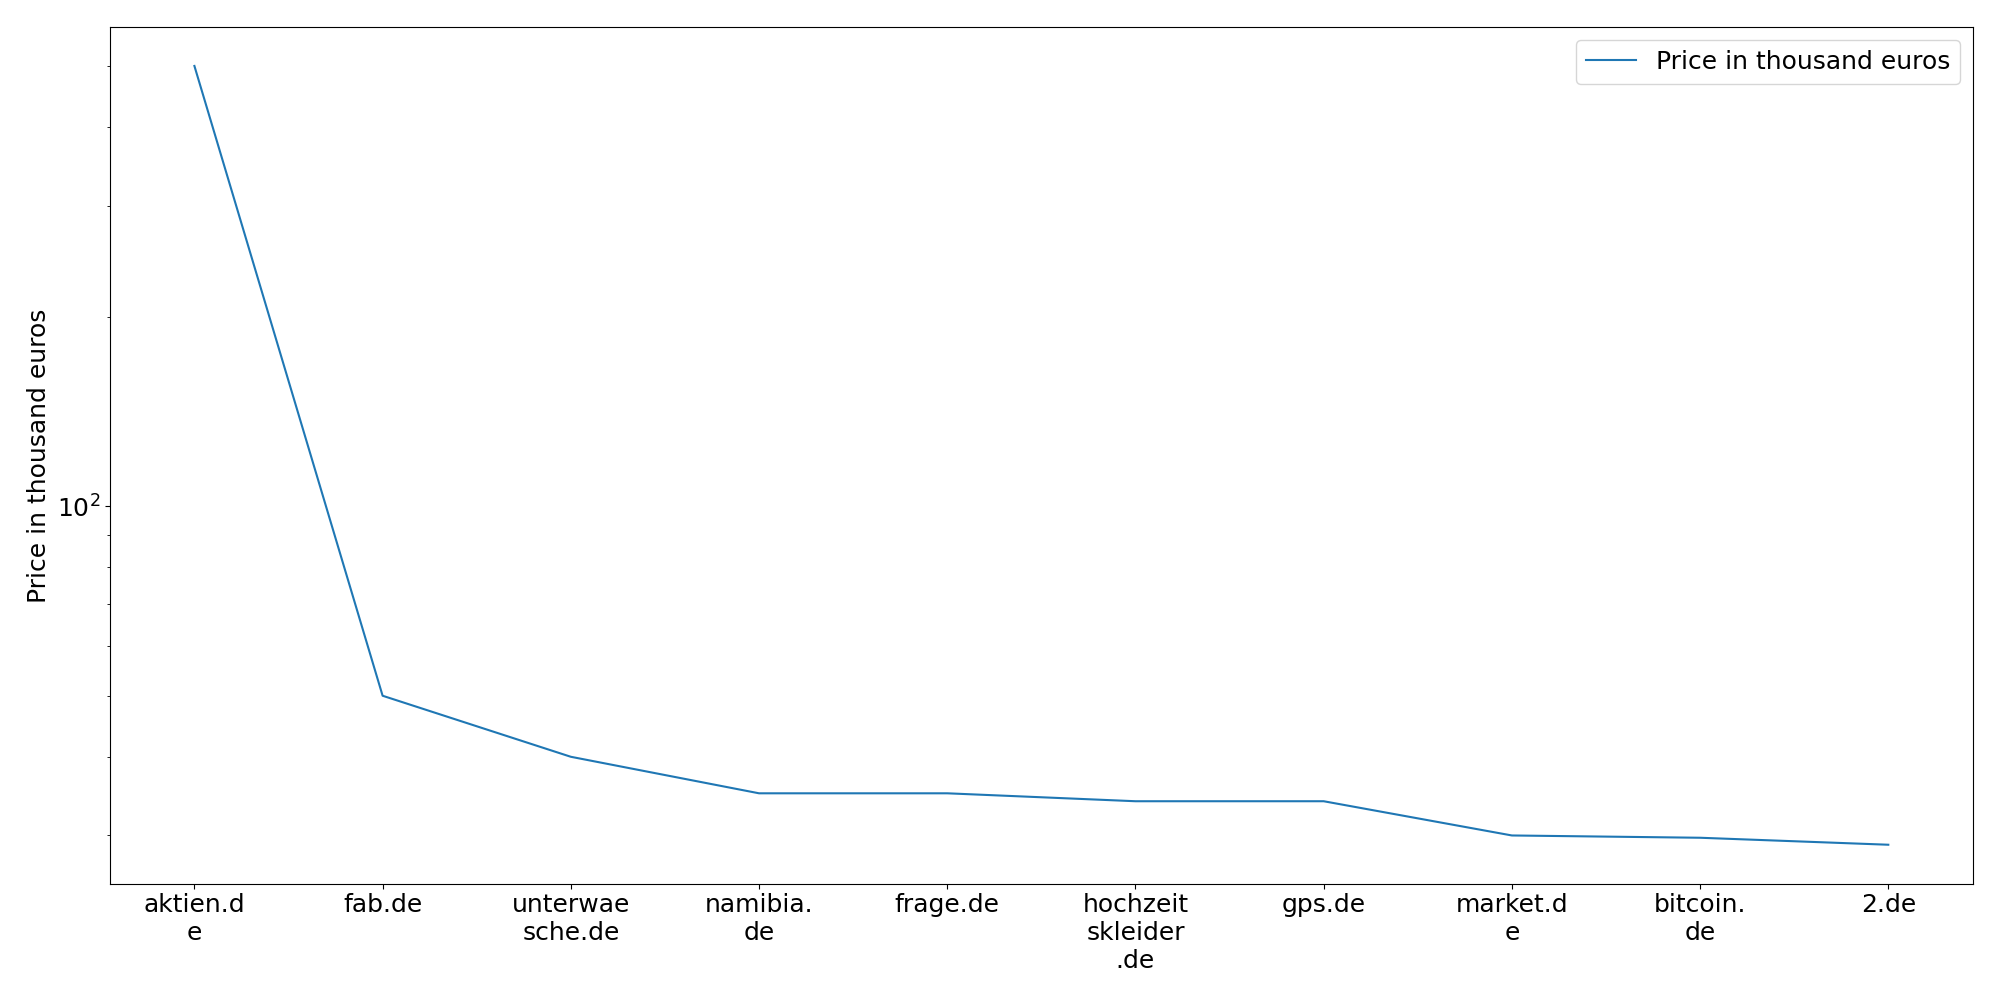 Price in thousand euros
Price in thousand euros
10²
aktien.d
e
fab.de
unterwae
sche.de
namibia.
de
frage.de
hochzeit
skleider
.de
gps.de
market.d
e
bitcoin.
de
2.de